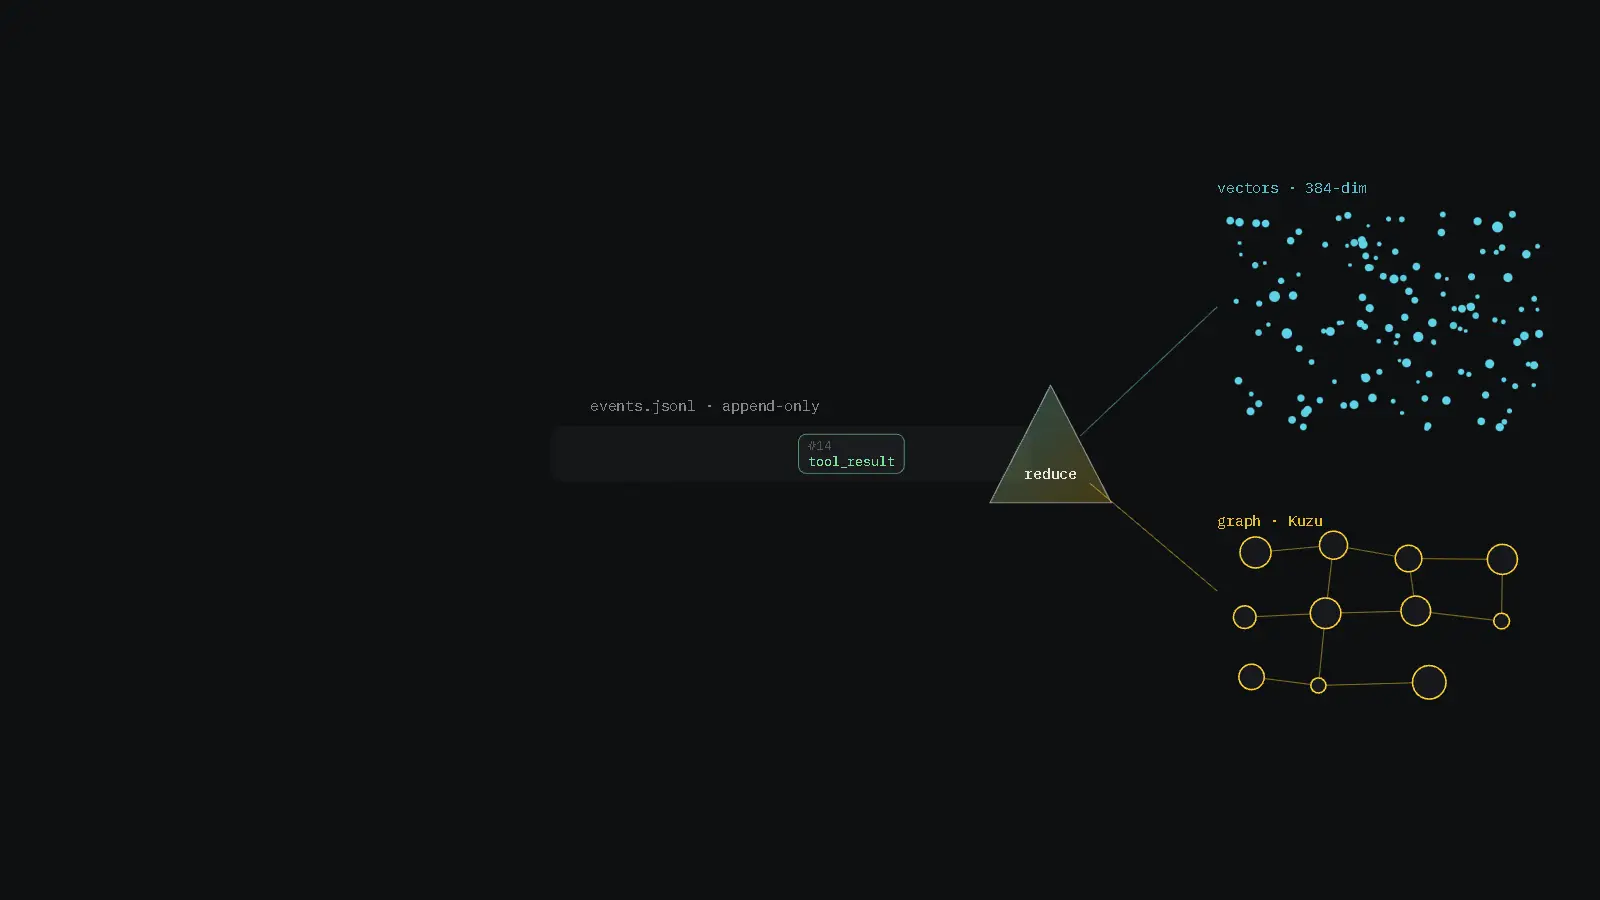 vectors · 384-dim
events.jsonl · append-only
#14
tool_result
reduce
graph · Kuzu